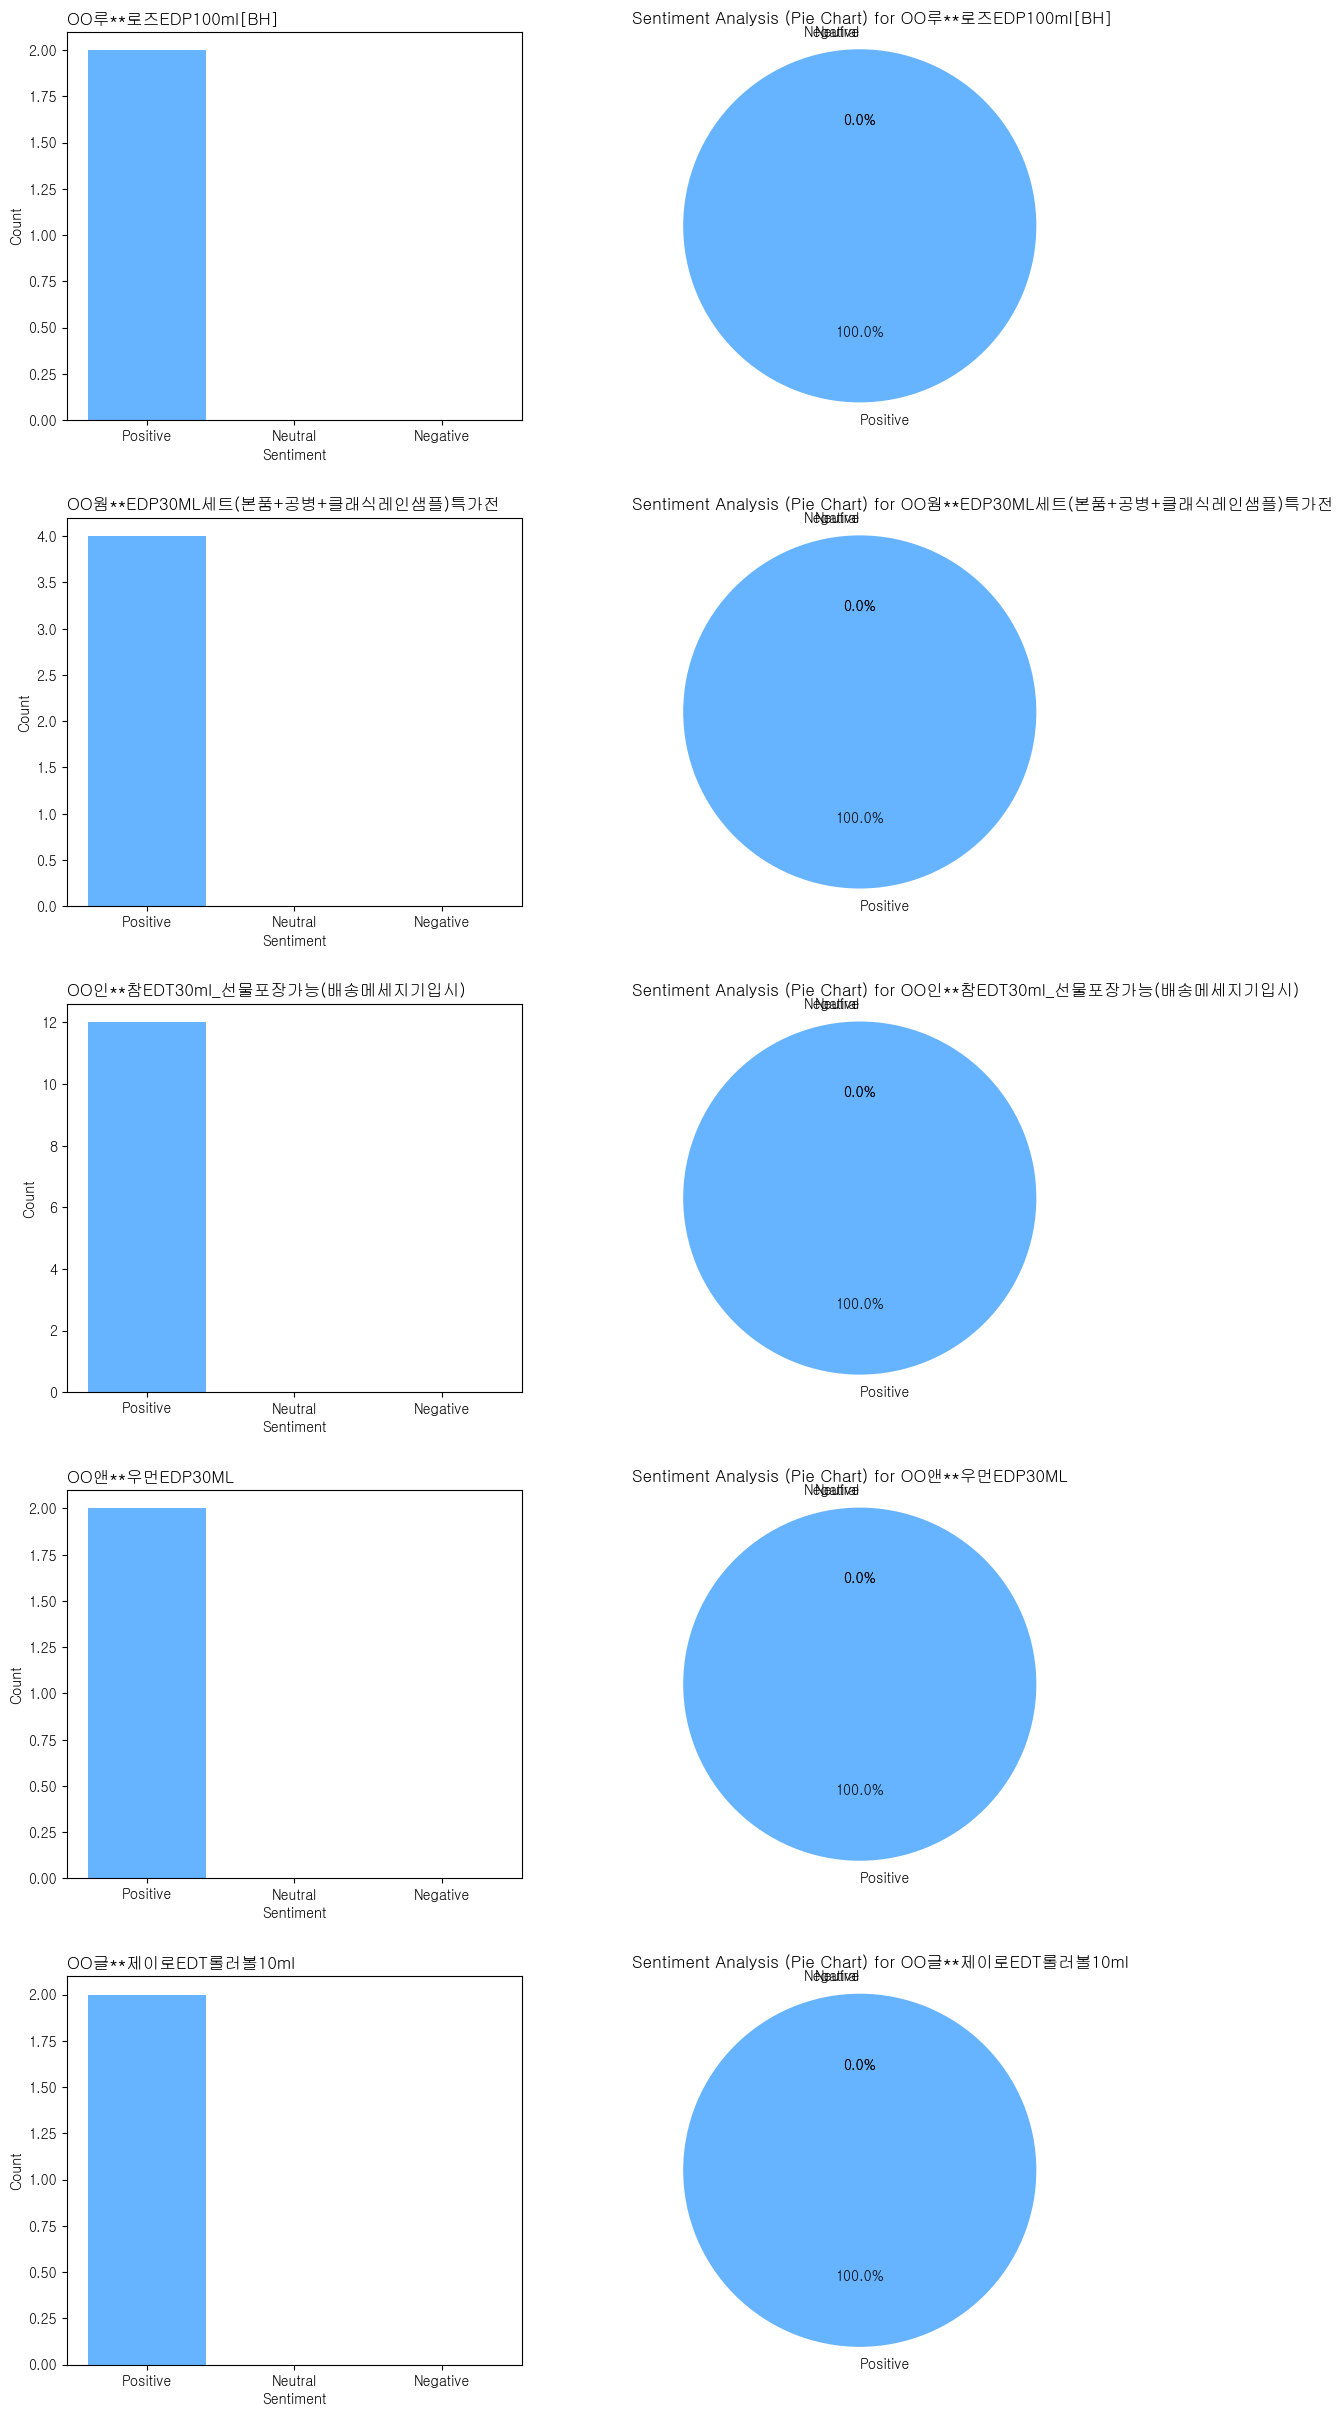 OO루**로즈EDP100ml[BH]
2.00
1.75
1.50
1.25
1.00
0.75
0.50
0.25
0.00
Count
Positive
Neutral
Negative
Sentiment
Sentiment Analysis (Pie Chart) for OO루**로즈EDP100ml[BH]
Negative
Neutral
0.0%
100.0%
Positive
OO웜**EDP30ML세트(본품+공병+클래식레인샘플)특가전
4.0
3.5
3.0
2.5
2.0
1.5
1.0
0.5
0.0
Count
Positive
Neutral
Negative
Sentiment
Sentiment Analysis (Pie Chart) for OO웜**EDP30ML세트(본품+공병+클래식레인샘플)특가전
Negative
Neutral
0.0%
100.0%
Positive
OO인**참EDT30ml_선물포장가능(배송메세지기입시)
12
10
8
6
4
2
0
Count
Positive
Neutral
Negative
Sentiment
Sentiment Analysis (Pie Chart) for OO인**참EDT30ml_선물포장가능(배송메세지기입시)
Negative
Neutral
0.0%
100.0%
Positive
OO앤**우먼EDP30ML
2.00
1.75
1.50
1.25
1.00
0.75
0.50
0.25
0.00
Count
Positive
Neutral
Negative
Sentiment
Sentiment Analysis (Pie Chart) for OO앤**우먼EDP30ML
Negative
Neutral
0.0%
100.0%
Positive
OO글**제이로EDT롤러볼10ml
2.00
1.75
1.50
1.25
1.00
0.75
0.50
0.25
0.00
Count
Positive
Neutral
Negative
Sentiment
Sentiment Analysis (Pie Chart) for OO글**제이로EDT롤러볼10ml
Negative
Neutral
0.0%
100.0%
Positive